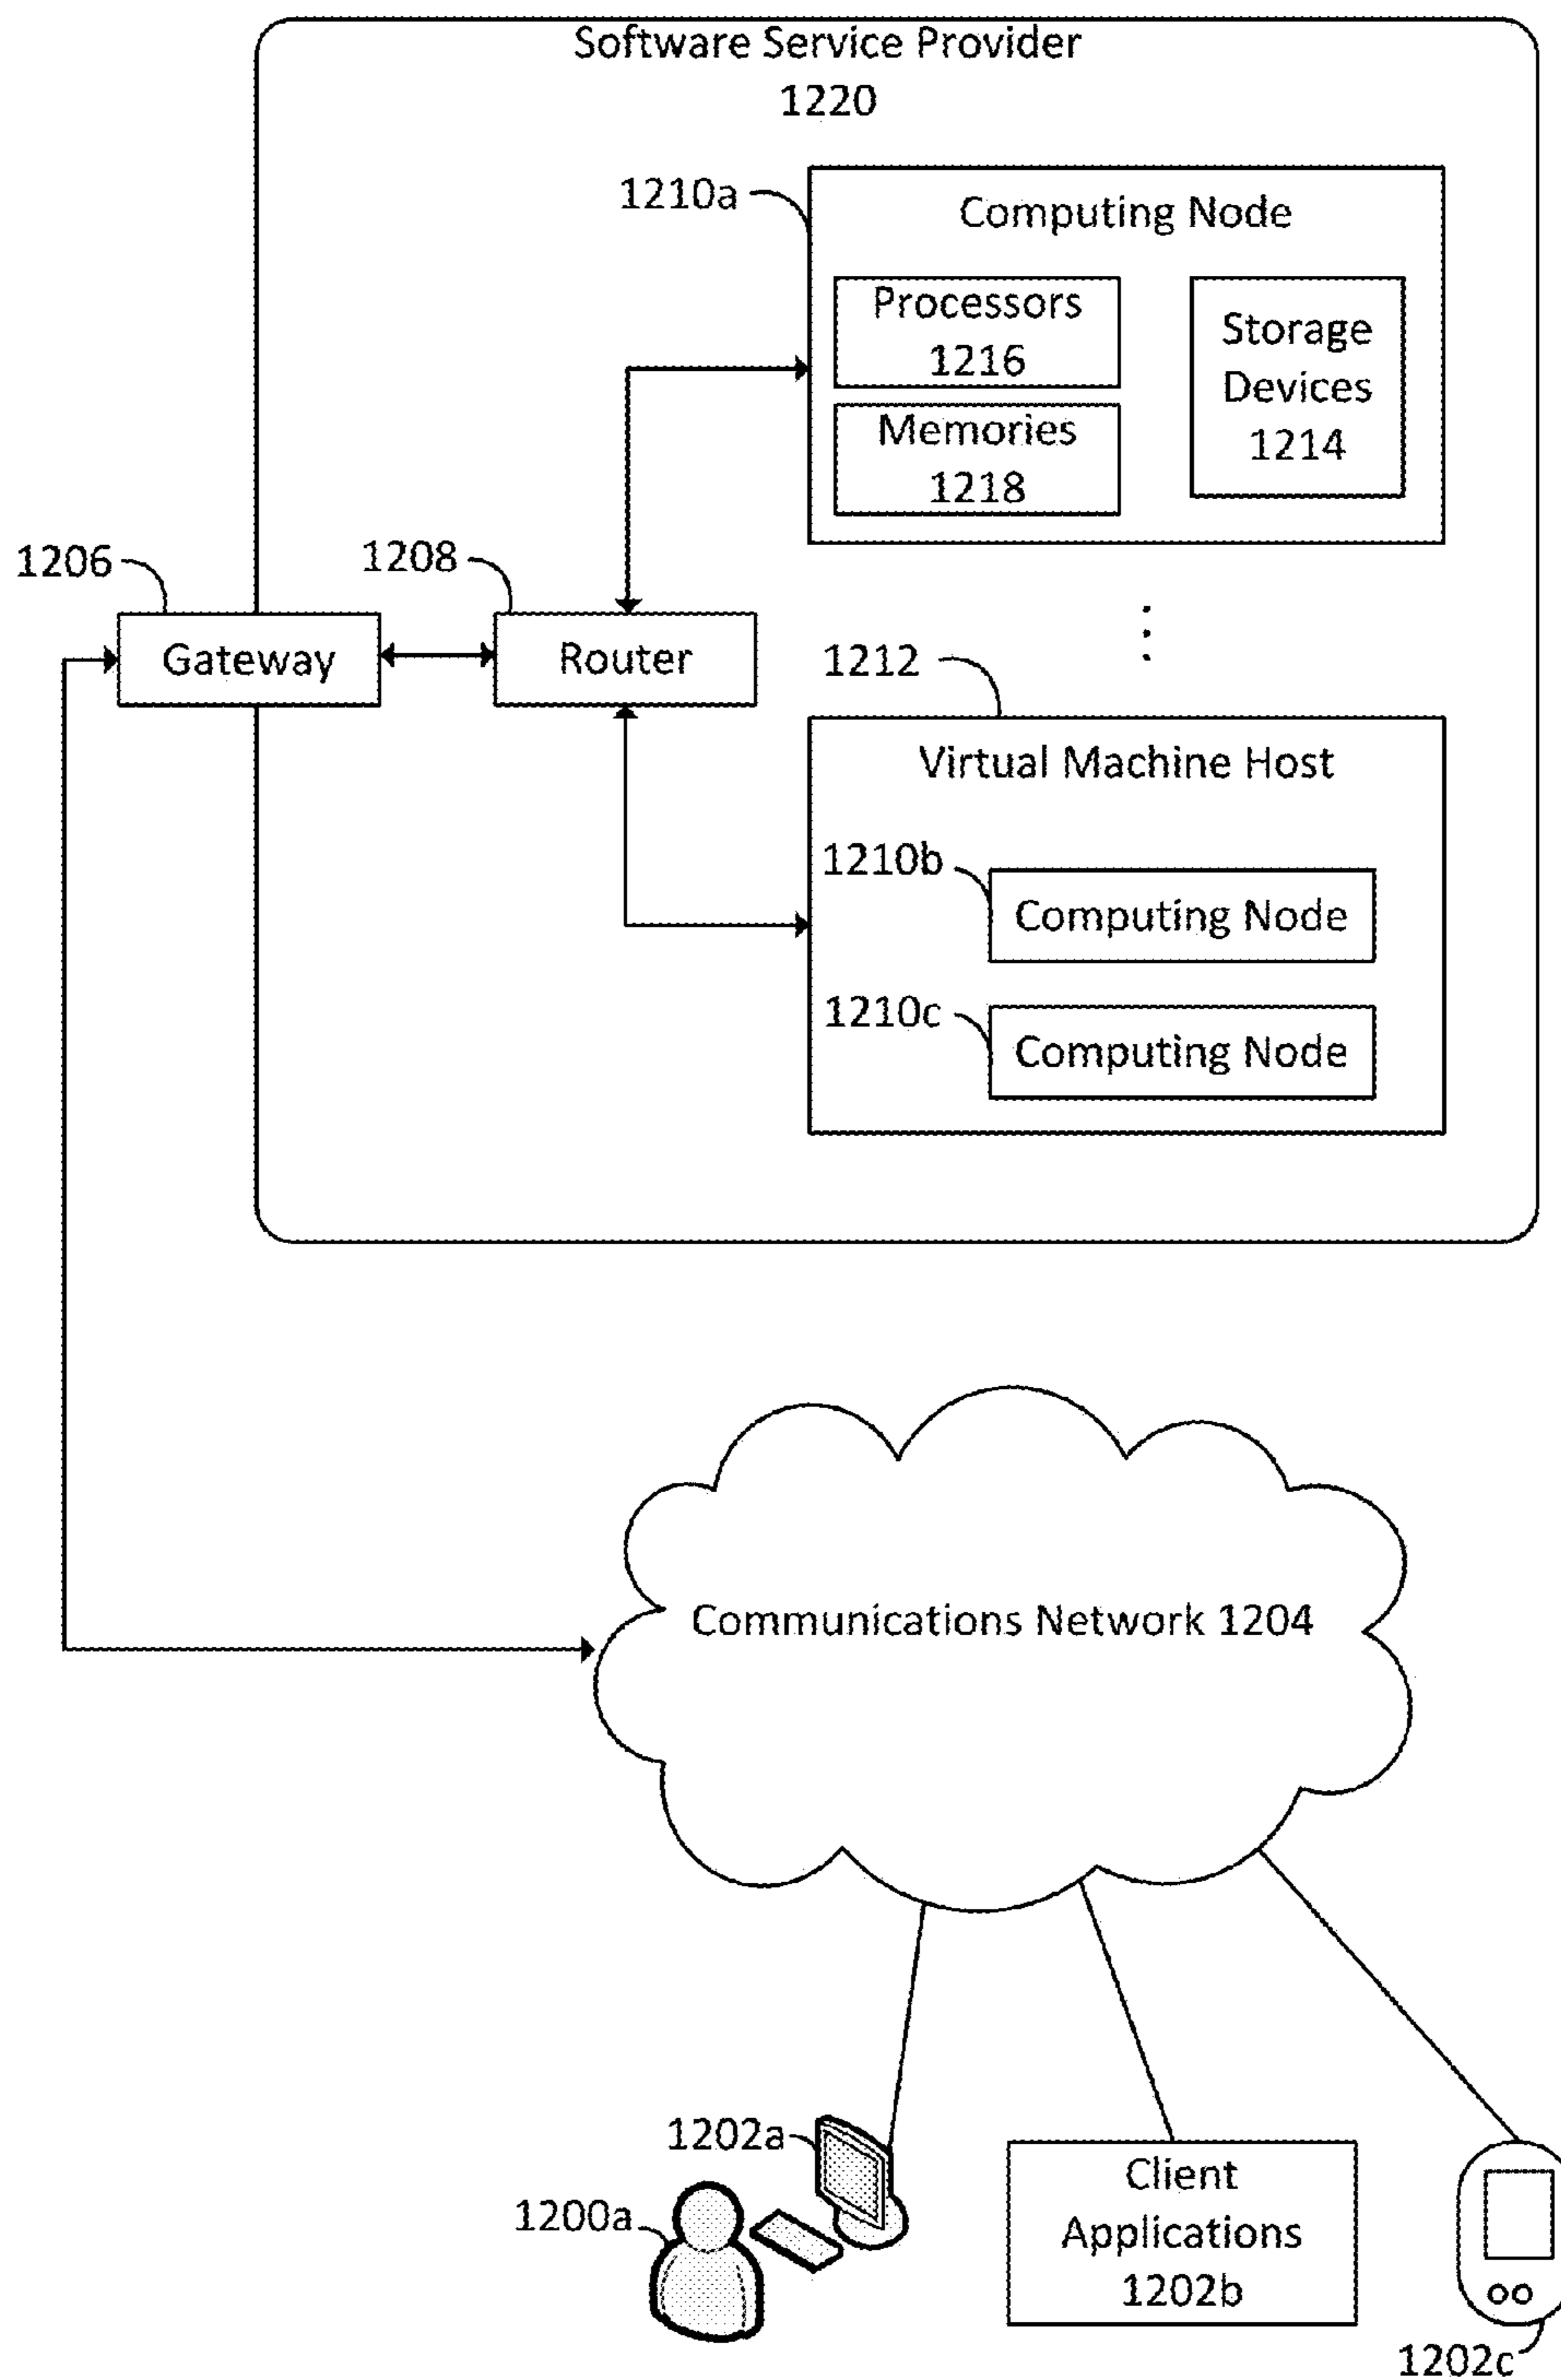 Software Service Provider
1220
1210a
Computing Node
Processors
1216
Storage
Devices
1214
Memories
1218
1206
1208
Gateway
Router
1212
Virtual Machine Host
1210b
Computing Node
1210c
Computing Node
Communications Network 1204
1202a
1200a
Client
Applications
1202b
1202c